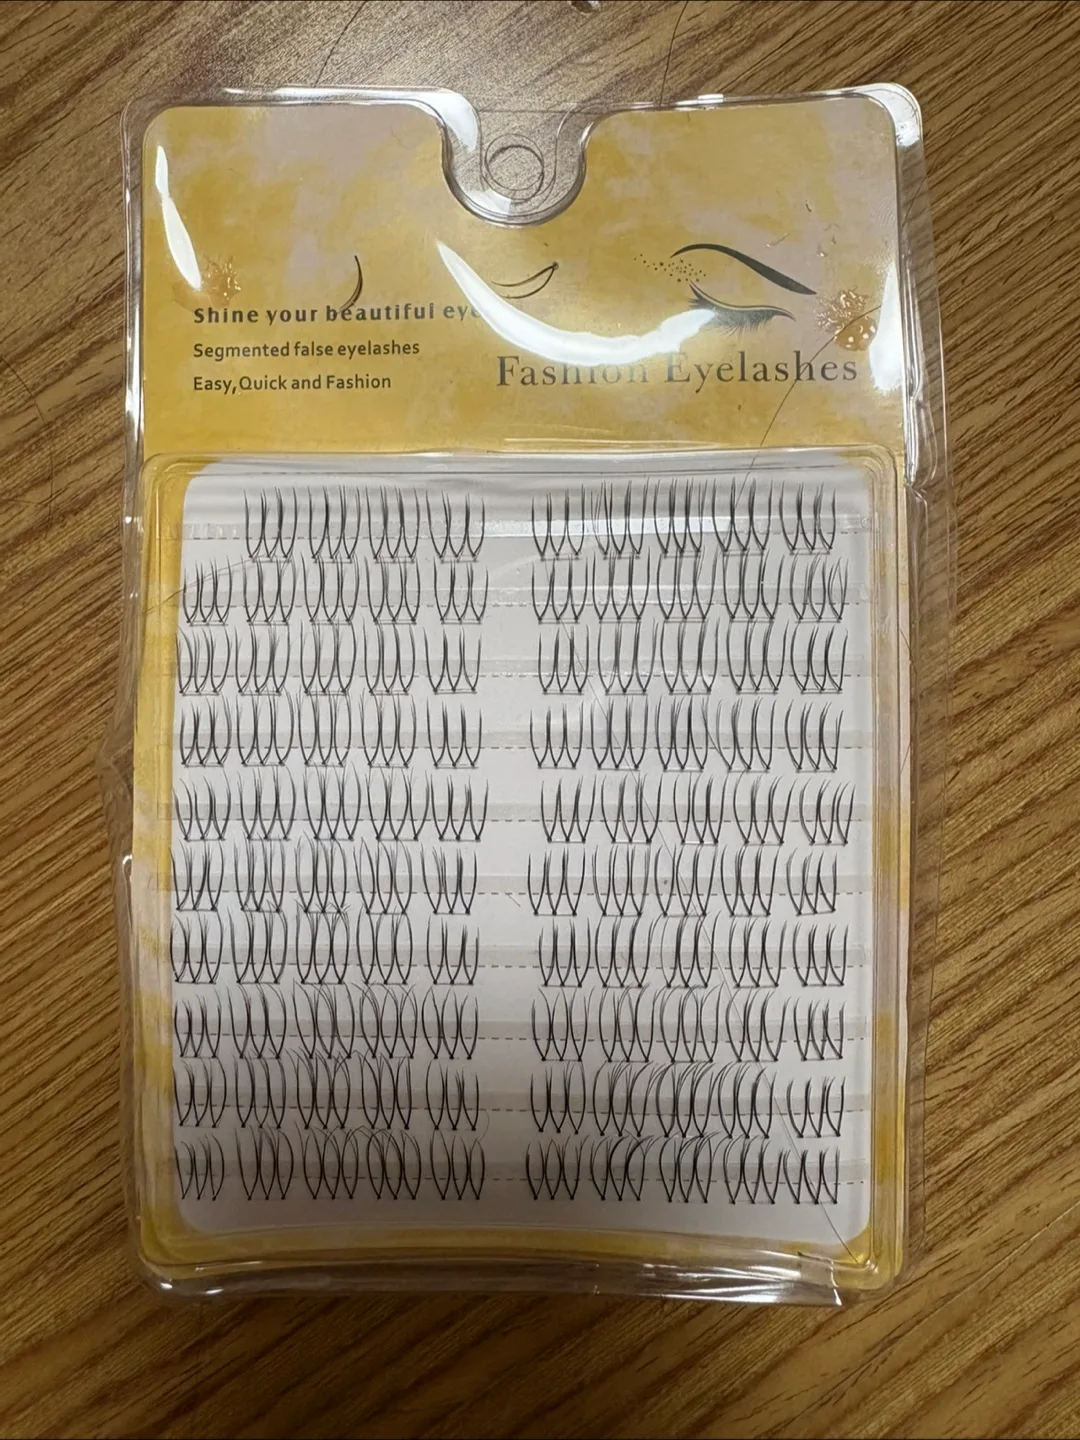 Shine your beautiful
Segmented false eyelashes
Easy,Quick and Fashion
Fashion Eyelashes